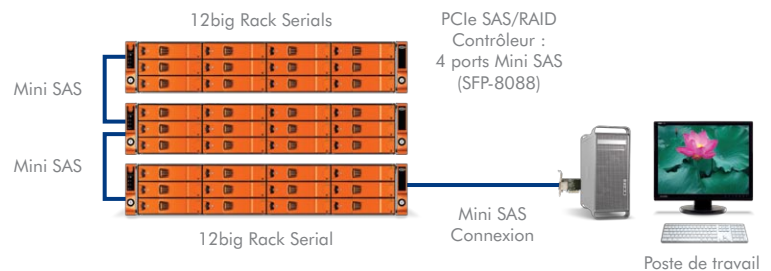 12big Rack Serials
PCIe SAS/RAID
Contrôleur :
4 ports Mini SAS
(SFP-8088)
Mini SAS
Mini SAS
Mini SAS
Connexion
12big Rack Serial
Poste de travail